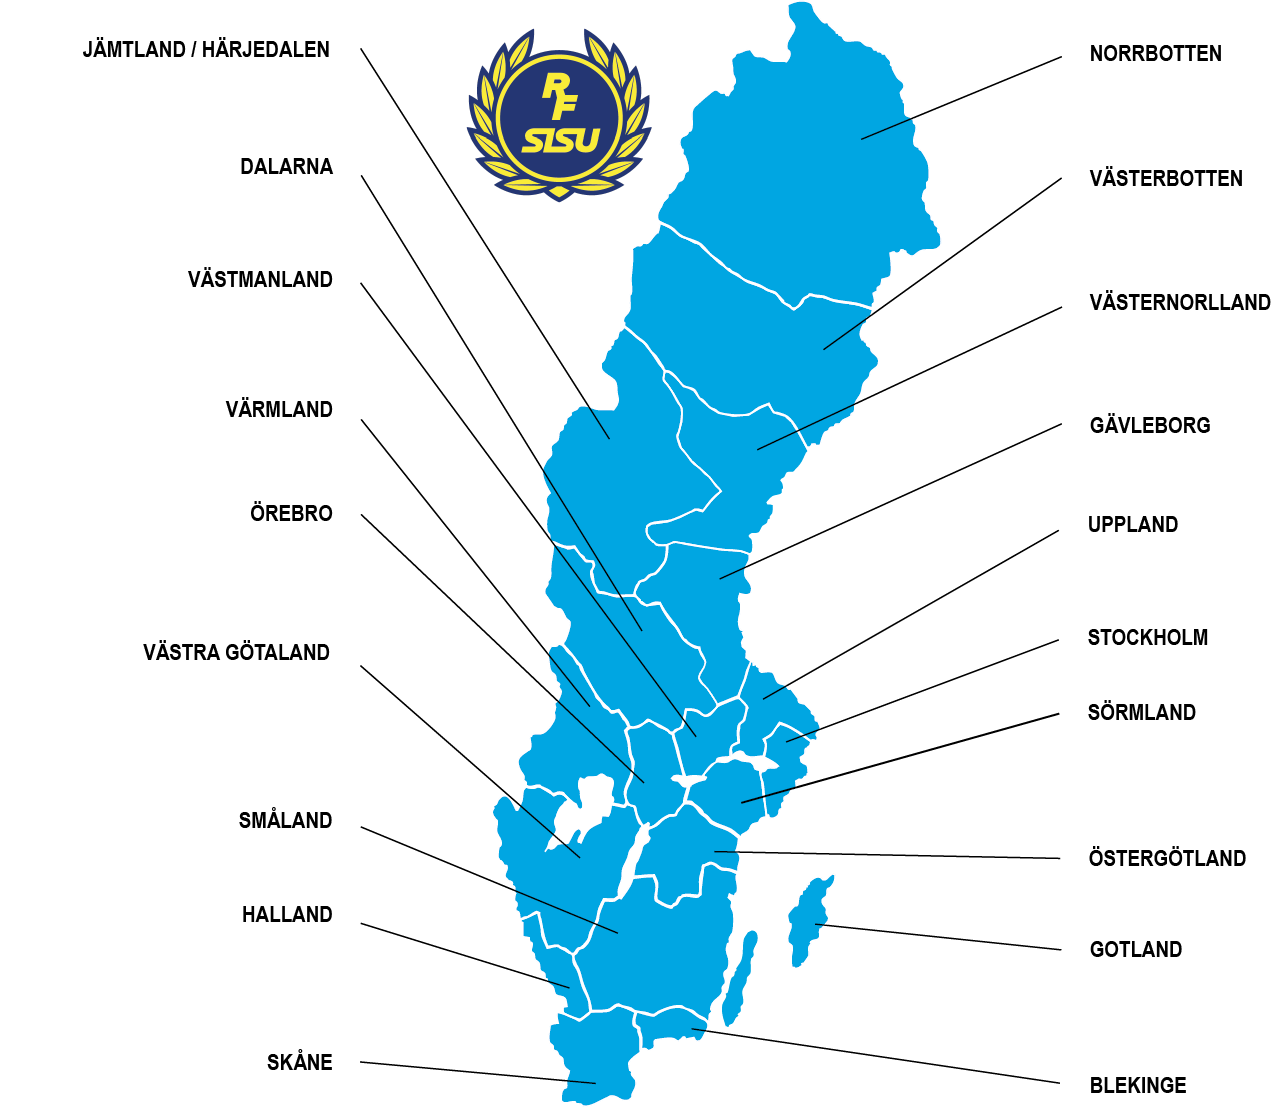 JÄMTLAND / HÄRJEDALEN
DALARNA
VÄSTMANLAND
VÄRMLAND
ÖREBRO
VÄSTRA GÖTALAND
SMÅLAND
HALLAND
SKÅNE
RF
SISU
NORRBOTTEN
VÄSTERBOTTEN
VÄSTERNORLLAND
GÄVLEBORG
UPPLAND
STOCKHOLM
SÖRMLAND
ÖSTERGÖTLAND
GOTLAND
BLEKINGE